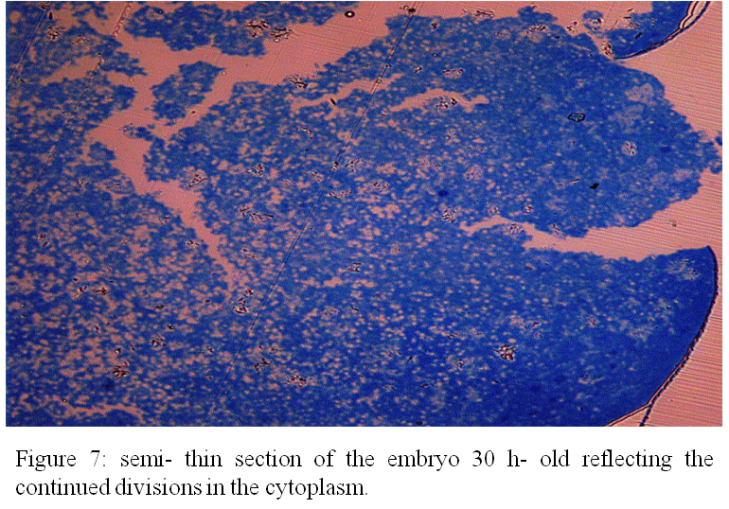 Figure 7: semi- thin section of the embryo 30 h- old reflecting the
continued divisions in the cytoplasm.